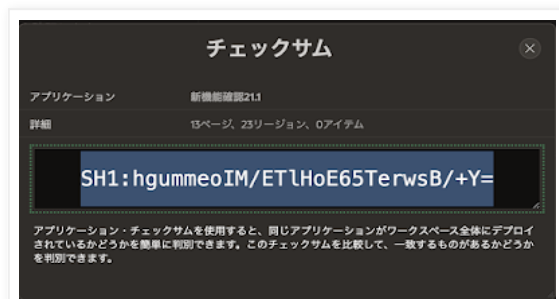 チェックサム
アプリケーション 新機能確認21.1
詳細 13ページ、23リージョン、0アイテム
SH1:hgummeoIM/ETlHoE65TerwsB/+Y=
アプリケーション・チェックサムを使用すると、同じアプリケーションがワークスペース全体にデプロイ
されているかどうかを簡単に判別できます。このチェックサムを比較して、一致するものがあるかどうか
を判別できます。